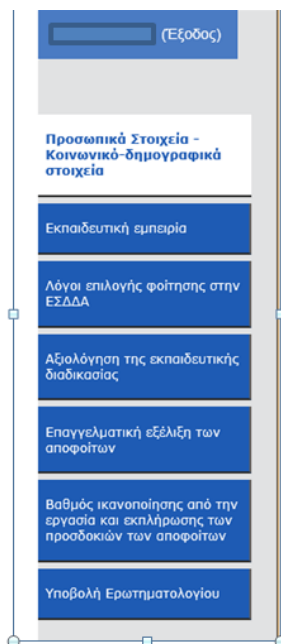 (Έξοδος)
Προσωπικά Στοιχεία -
Κοινωνικό-δημογραφικά
στοιχεία
Εκπαιδευτική εμπειρία
Λόγοι επιλογής φοίτησης στην
ΕΣΔΔΑ
Αξιολόγηση της εκπαιδευτικής
διαδικασίας
Επαγγελματική εξέλιξη των
αποφοίτων
Βαθμός ικανοποίησης από την
εργασία και εκπλήρωσης των
προσδοκιών των αποφοίτων
Υποβολή Ερωτηματολογίου